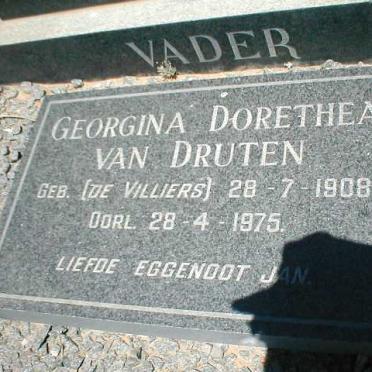 VADER
GEORGINA DORETHEA
VAN DRUTEN
GEB. (DE VILLIERS) 28-7-1908
OORL. 28-4-1975.
LIEFDE EGGENOOT JAN.